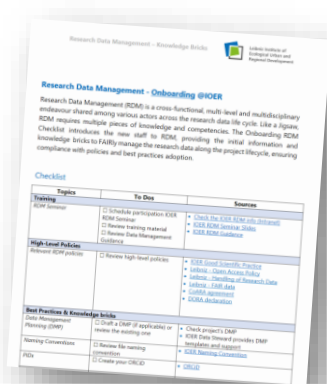 Research Data Management – Knowledge Bricks
Leibniz Institute of
Ecological Urban and
Regional Development
Research Data Management - Onboarding @IOER
Research Data Management (RDM) is a cross-functional, multi-level and multidisciplinary
endeavour shared among various actors across the research data life cycle. Like a Jigsaw,
RDM requires multiple pieces of knowledge and competencies. The Onboarding RDM
Checklist introduces the new staff to RDM, providing the initial information and
knowledge bricks to FAIRly manage the research data along the project lifecycle, ensuring
compliance with policies and best practices adoption.
Checklist
Topics To Dos Sources
Training
RDM Seminar ☐ Schedule participation IOER • Check the IOER RDM info (Intranet)
RDM Seminar • IOER RDM Seminar Slides
☐ Review training material • IOER RDM Guidance
☐ Review Data Management
Guidance
High-Level Policies
Relevant RDM policies ☐ Review high-level policies • IOER Good Scientific Practice
• Leibniz - Open Access Policy
• Leibniz - Handling of Research Data
• Leibniz - FAIR data
• CoARA agreement
• DORA declaration
Best Practices & Knowledge bricks
Data Management ☐ Draft a DMP (if applicable) or • Check project's DMP
Planning (DMP) review the existing one • IOER Data Steward provides DMP
templates and support
Naming Conventions ☐ Review file naming • IOER Naming Convention
convention
PIDs ☐ Create your ORCiD • ORCiD